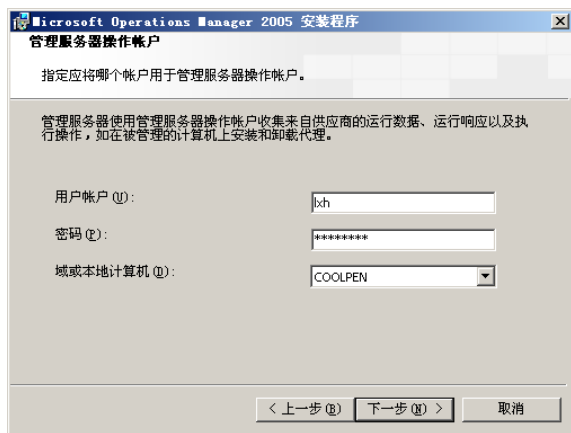 Microsoft Operations Manager 2005 安装程序
管理服务器操作帐户
指定应将哪个帐户用于管理服务器操作帐户。
管理服务器使用管理服务器操作帐户收集来自供应商的运行数据、运行响应以及执
行操作，如在被管理的计算机上安装和卸载代理。
用户帐户(U): lxh
密码(P): ********
域或本地计算机(D): COOLPEN
< 上一步(B) 下一步(N) > 取消